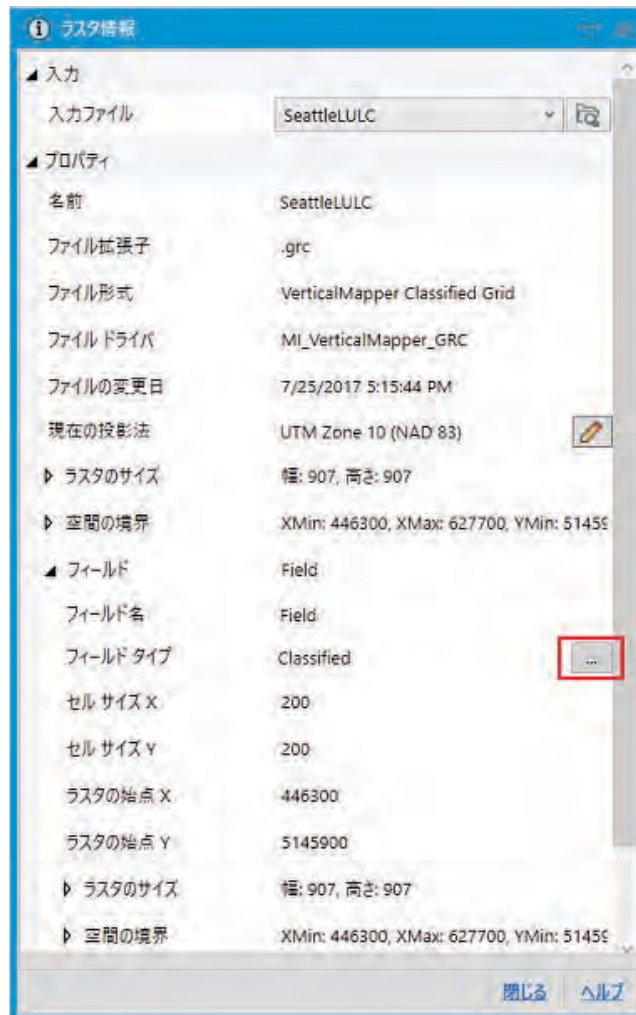 ラスタ情報
入力
入力ファイル SeattleLULC
プロパティ
名前 SeattleLULC
ファイル拡張子 .grc
ファイル形式 VerticalMapper Classified Grid
ファイル ドライバ MI_VerticalMapper_GRC
ファイルの変更日 7/25/2017 5:15:44 PM
現在の投影法 UTM Zone 10 (NAD 83)
ラスタのサイズ 幅: 907, 高さ: 907
空間の境界 XMin: 446300, XMax: 627700, YMin: 51459
フィールド Field
フィールド名 Field
フィールド タイプ Classified ...
セル サイズ X 200
セル サイズ Y 200
ラスタの始点 X 446300
ラスタの始点 Y 5145900
ラスタのサイズ 幅: 907, 高さ: 907
空間の境界 XMin: 446300, XMax: 627700, YMin: 51459
閉じる ヘルプ